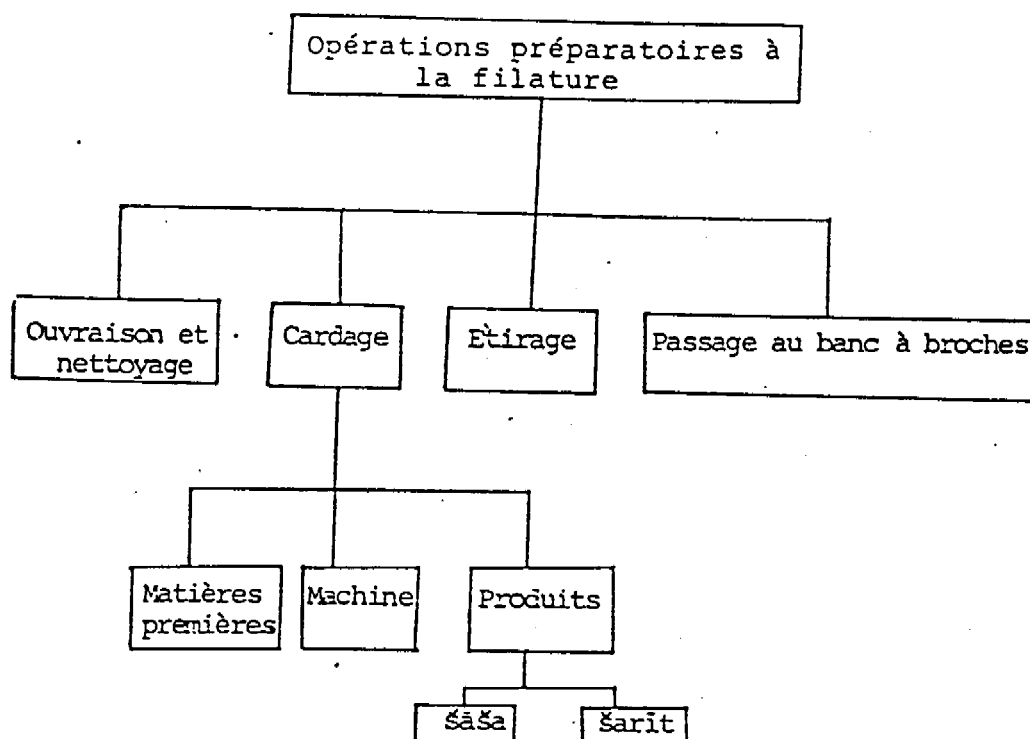 Opérations préparatoires à
la filature
Ouvraison et
nettoyage
Cardage
Etirage
Passage au banc à broches
Matières
premières
Machine
Produits
šāša
šarīt